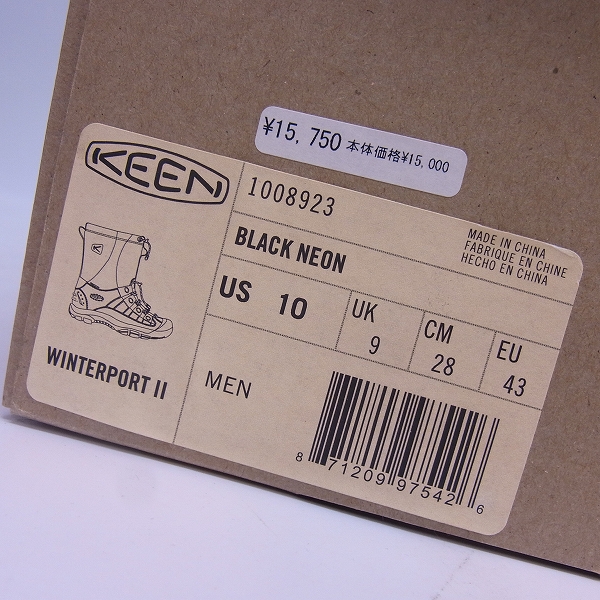 ¥15,750 本体価格¥15,000
KEEN
1008923
MADE IN CHINA
FABRIQUE EN CHINE
HECHO EN CHINA
BLACK NEON
US 10
UK 9
CM 28
EU 43
WINTERPORT II
MEN
8 71209 97542 6